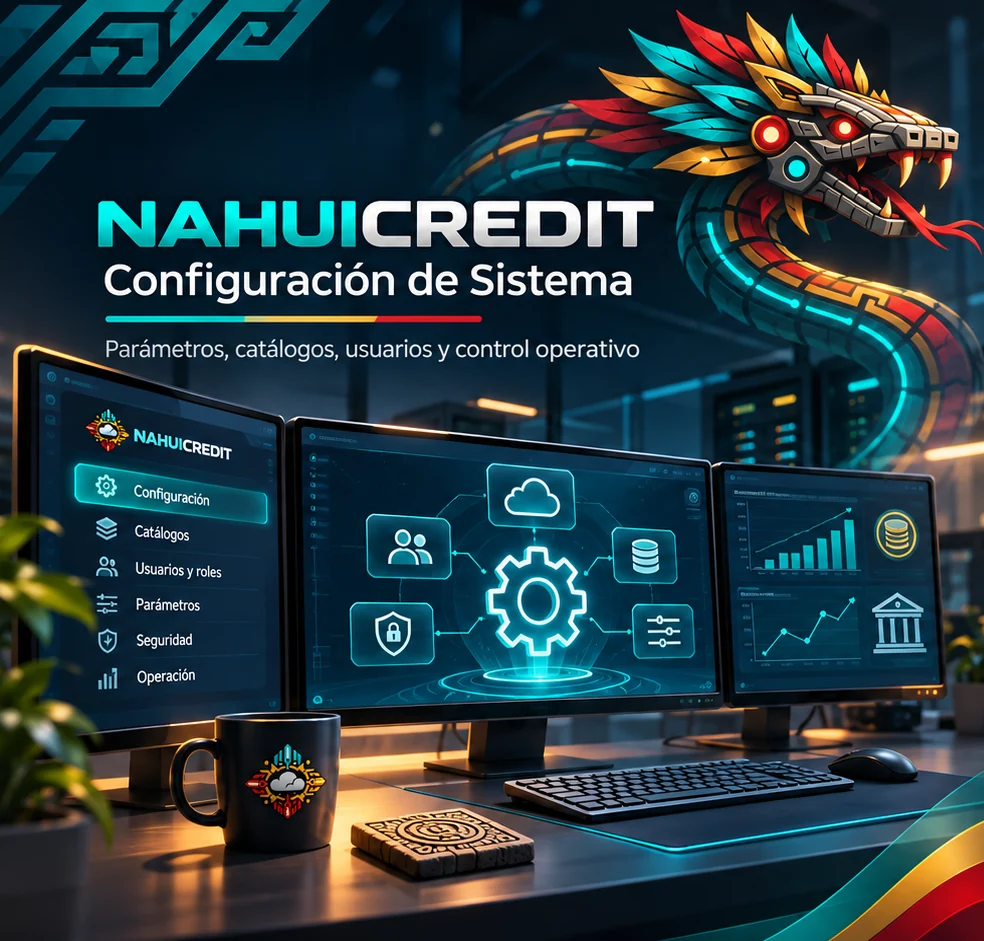 NAHUICREDIT
Configuración de Sistema
Parámetros, catálogos, usuarios y control operativo
NAHUICREDIT
Configuración
Catálogos
Usuarios y roles
Parámetros
Seguridad
Operación